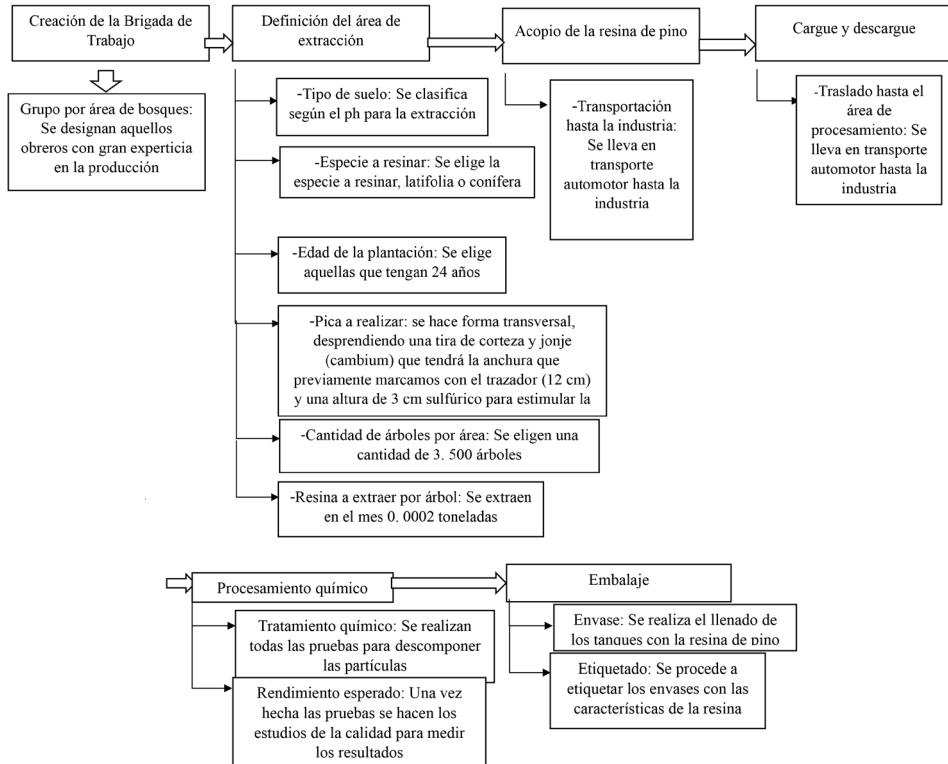 Creación de la Brigada de
Trabajo
Grupo por área de bosques:
Se designan aquellos
obreros con gran experticia
en la producción
Definición del área de
extracción
-Tipo de suelo: Se clasifica
según el ph para la extracción
-Especie a resinar: Se elige la
especie a resinar, latifolia o conífera
-Edad de la plantación: Se elige
aquellas que tengan 24 años
-Pica a realizar: se hace forma transversal,
desprendiendo una tira de corteza y jonje
(cambium) que tendrá la anchura que
previamente marcamos con el trazador (12 cm)
y una altura de 3 cm sulfúrico para estimular la
-Cantidad de árboles por área: Se eligen una
cantidad de 3. 500 árboles
-Resina a extraer por árbol: Se extraen
en el mes 0. 0002 toneladas
Acopio de la resina de pino
-Transportación
hasta la industria:
Se lleva en
transporte
automotor hasta la
industria
Cargue y descargue
-Traslado hasta el
área de
procesamiento: Se
lleva en transporte
automotor hasta la
industria
Procesamiento químico
Tratamiento químico: Se realizan
todas las pruebas para descomponer
las partículas
Rendimiento esperado: Una vez
hecha las pruebas se hacen los
estudios de la calidad para medir
los resultados
Embalaje
Envase: Se realiza el llenado de
los tanques con la resina de pino
Etiquetado: Se procede a
etiquetar los envases con las
características de la resina